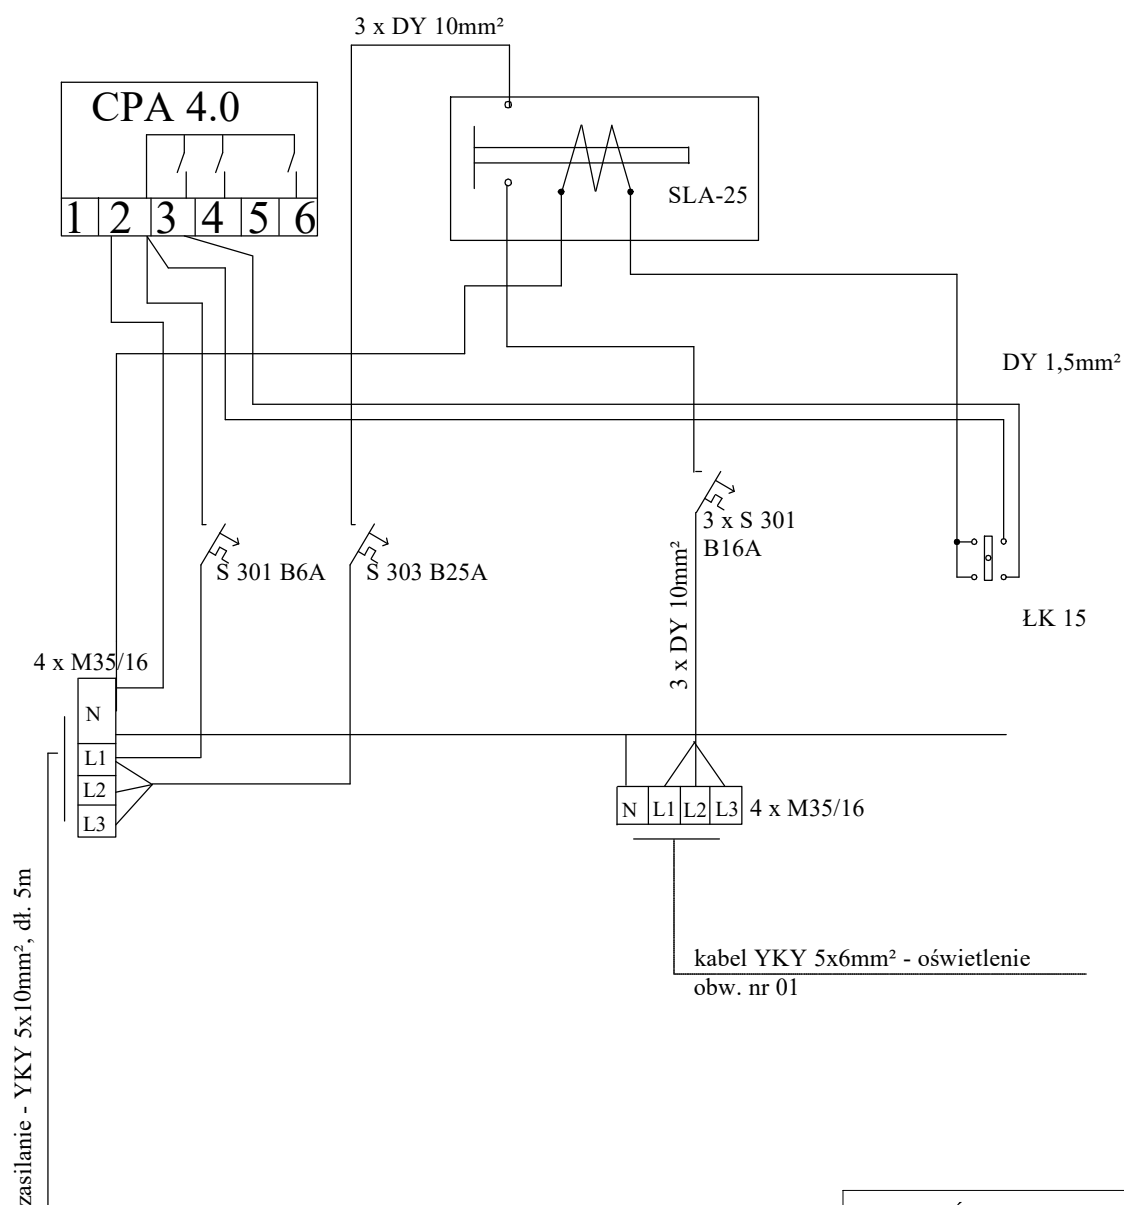 3 x DY 10mm²
CPA 4.0
1 2 3 4 5 6
SLA-25
DY 1,5mm²
3 x S 301
B16A
S 301 B6A
S 303 B25A
ŁK 15
3 x DY 10mm²
4 x M35/16
N
L1
L2
L3
N L1 L2 L3
4 x M35/16
zasilanie - YKY 5x10mm², dł. 5m
kabel YKY 5x6mm² - oświetlenie
obw. nr 01